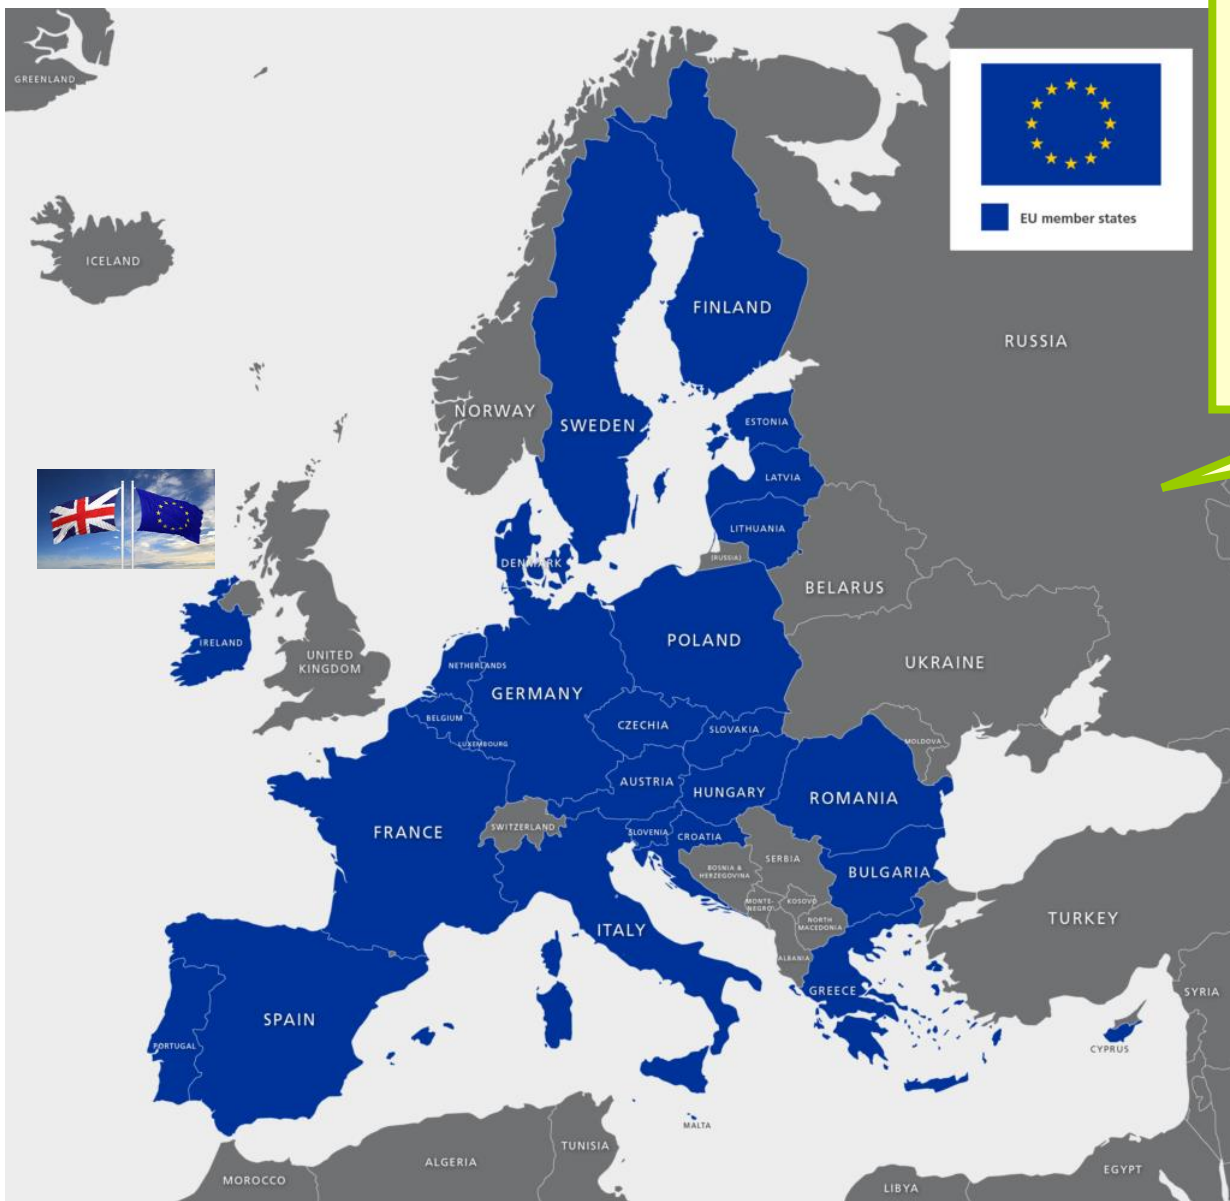 GREENLAND
EU member states
ICELAND
FINLAND
RUSSIA
NORWAY
SWEDEN
ESTONIA
LATVIA
LITHUANIA
(RUSSIA)
DENMARK
BELARUS
IRELAND
UNITED
KINGDOM
POLAND
NETHERLANDS
GERMANY
UKRAINE
BELGIUM
CZECHIA
SLOVAKIA
LUXEMBOURG
MOLDOVA
AUSTRIA
HUNGARY
ROMANIA
FRANCE
SWITZERLAND
SLOVENIA
CROATIA
BOSNIA &
HERZEGOVINA
SERBIA
BULGARIA
MONTE-
NEGRO
KOSOVO
NORTH
MACEDONIA
ITALY
TURKEY
ALBANIA
GREECE
SPAIN
PORTUGAL
SYRIA
CYPRUS
MALTA
TUNISIA
ALGERIA
MOROCCO
EGYPT
LIBYA